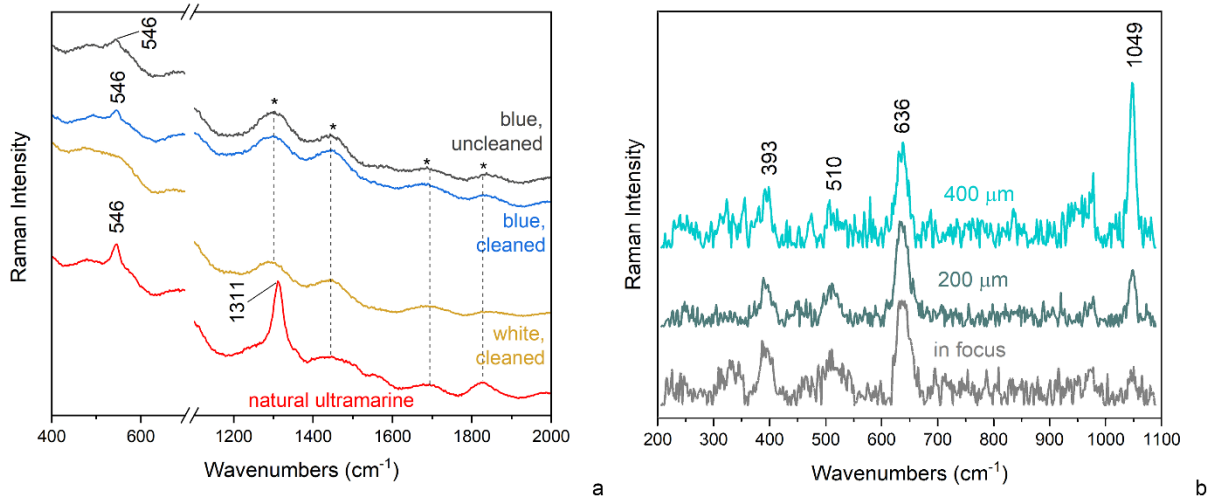 546
546
546
*
*
*
*
blue,
uncleaned
blue,
cleaned
1311
white,
cleaned
natural ultramarine
Raman Intensity
400 600 1200 1400 1600 1800 2000
Wavenumbers (cm⁻¹)
a
1049
636
393
510
400 μm
200 μm
in focus
Raman Intensity
200 300 400 500 600 700 800 900 1000 1100
Wavenumbers (cm⁻¹)
b